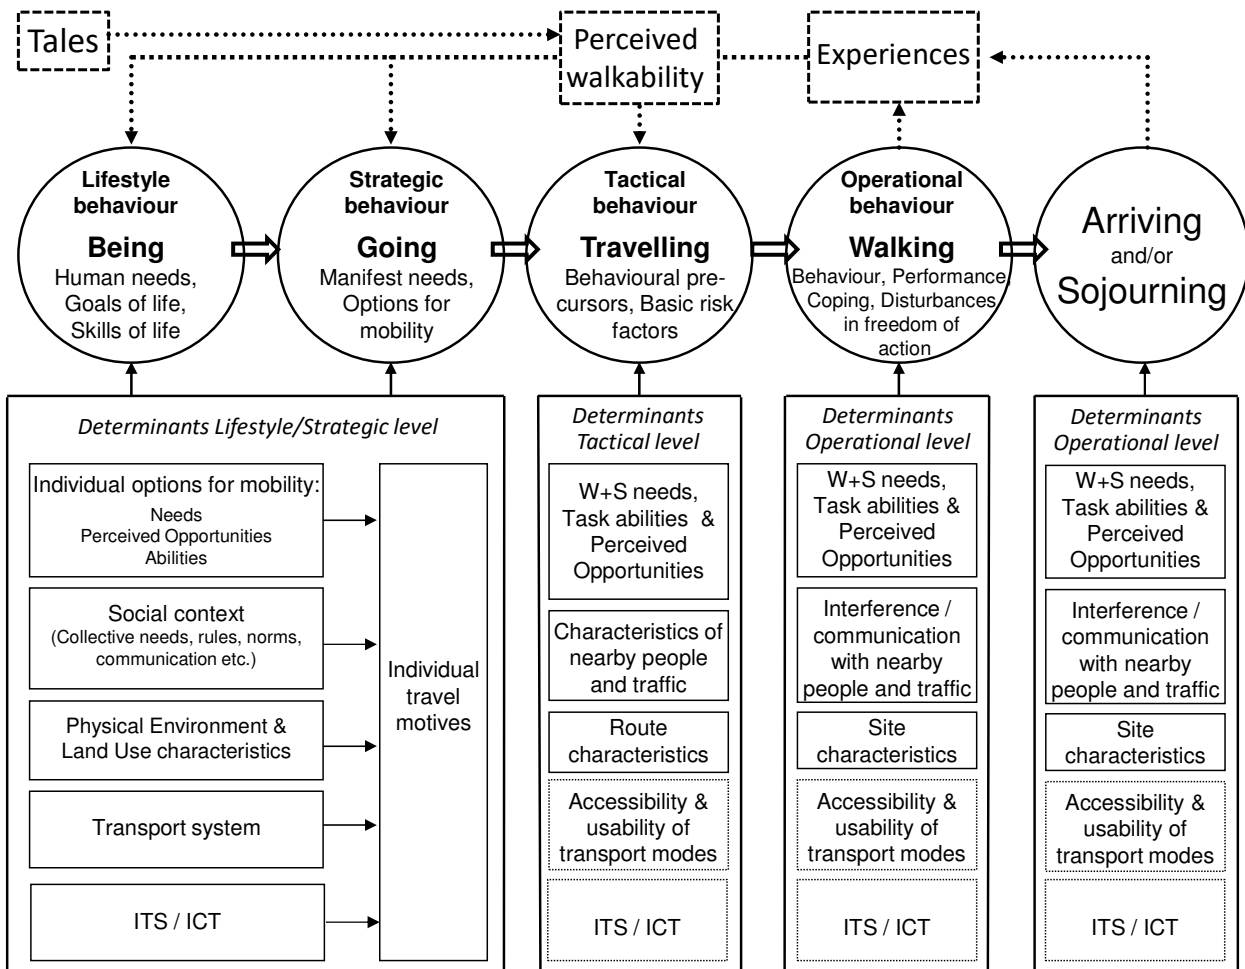 Tales
Perceived
walkability
Experiences
Lifestyle
behaviour
Being
Human needs,
Goals of life,
Skills of life
Strategic
behaviour
Going
Manifest needs,
Options for
mobility
Tactical
behaviour
Travelling
Behavioural pre-
cursors, Basic risk
factors
Operational
behaviour
Walking
Behaviour, Performance,
Coping, Disturbances
in freedom of
action
Arriving
and/or
Sojourning
Determinants Lifestyle/Strategic level
Individual options for mobility:
Needs
Perceived Opportunities
Abilities
Social context
(Collective needs, rules, norms,
communication etc.)
Physical Environment &
Land Use characteristics
Transport system
ITS / ICT
Individual
travel
motives
Determinants
Tactical level
W+S needs,
Task abilities &
Perceived
Opportunities
Characteristics of
nearby people
and traffic
Route
characteristics
Accessibility &
usability of
transport modes
ITS / ICT
Determinants
Operational level
W+S needs,
Task abilities &
Perceived
Opportunities
Interference /
communication
with nearby
people and traffic
Site
characteristics
Accessibility &
usability of
transport modes
ITS / ICT
Determinants
Operational level
W+S needs,
Task abilities &
Perceived
Opportunities
Interference /
communication
with nearby
people and traffic
Site
characteristics
Accessibility &
usability of
transport modes
ITS / ICT